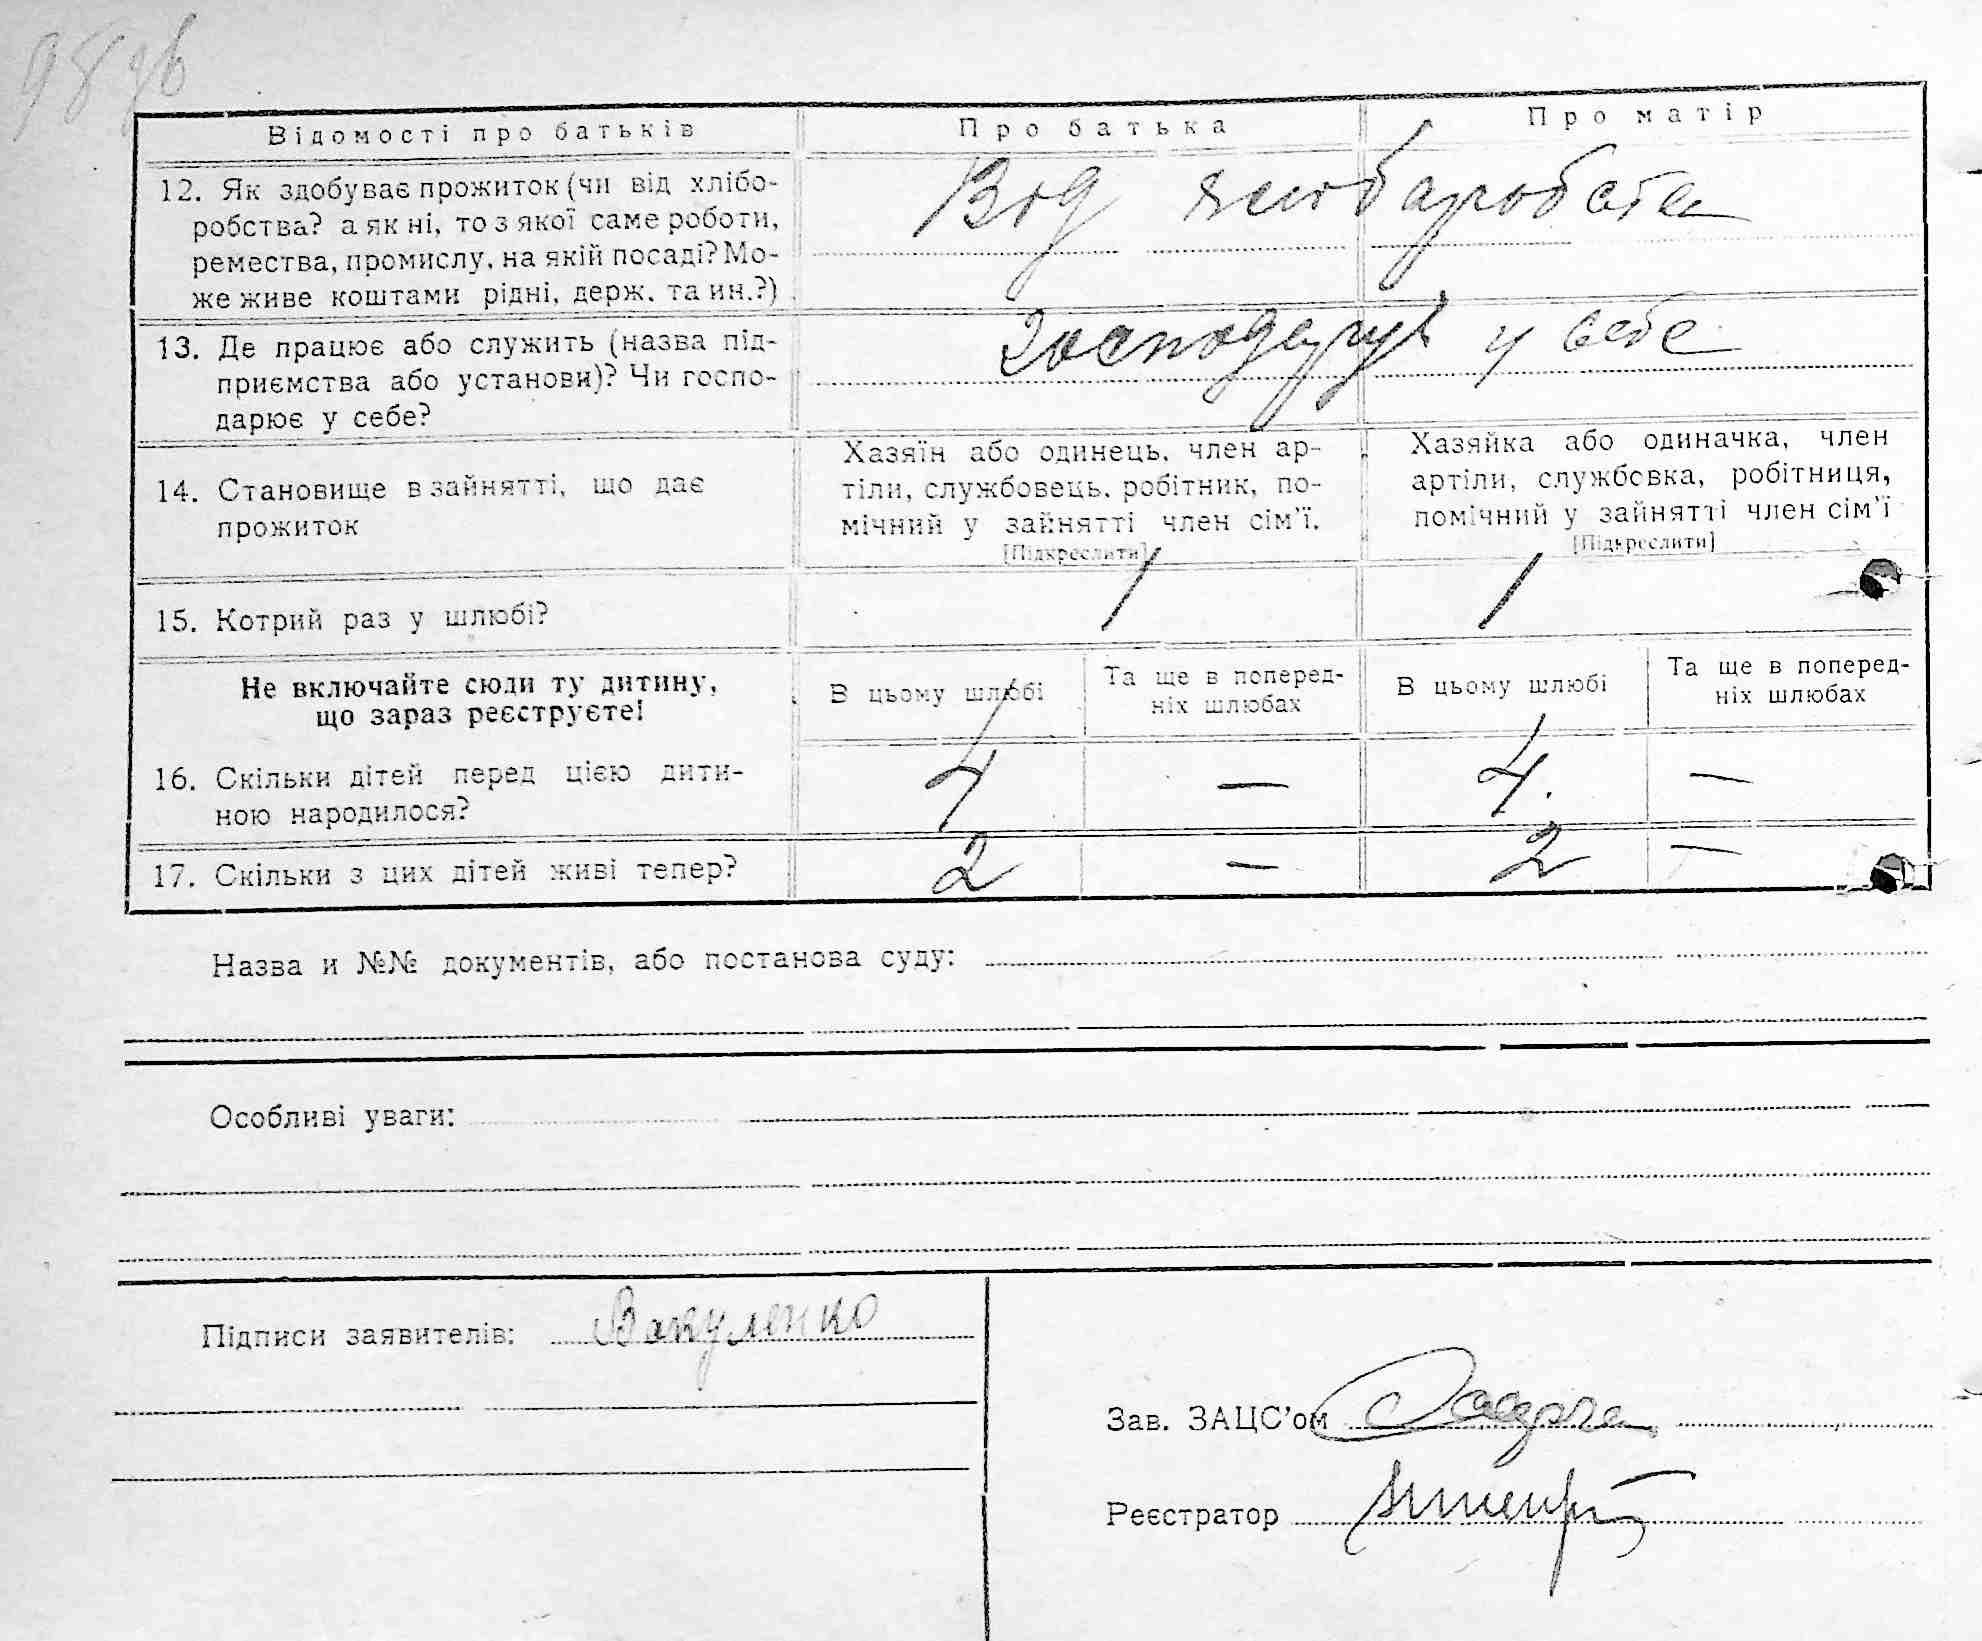 98 зв
Відомості про батьків
Про батька
Про матір
12. Як здобуває прожиток (чи від хлібо-
робства? а як ні, то з якої саме роботи,
ремества, промислу, на якій посаді? Мо-
же живе коштами рідні, держ. та ин.?)
Від хліборобства
13. Де працює або служить (назва під-
приємства або установи)? Чи госпо-
дарює у себе?
Господарує у себе
14. Становище в зайнятті, що дає
прожиток
Хазяїн або одинець, член ар-
тіли, службовець, робітник, по-
мічний у зайнятті член сім'ї.
[Підкреслити]
Хазяйка або одиначка, член
артіли, службовка, робітниця,
помічний у зайнятті член сім'ї
[Підкреслити]
15. Котрий раз у шлюбі?
1
1
Не включайте сюди ту дитину,
що зараз реєструєте!
В цьому шлюбі
Та ще в поперед-
ніх шлюбах
В цьому шлюбі
Та ще в поперед-
ніх шлюбах
16. Скільки дітей перед цією дити-
ною народилося?
4 — 4. —
17. Скільки з цих дітей живі тепер?
2 — 2 —
Назва и №№ документів, або постанова суду:
Особливі уваги:
Підписи заявителів: Вакуленко
Зав. ЗАЦС'ом
Реєстратор